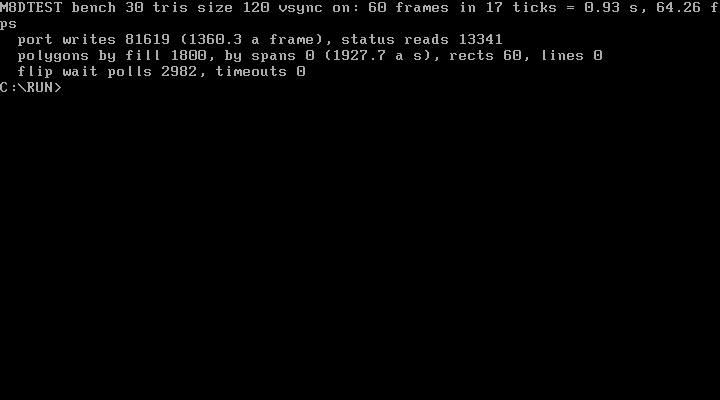 M8DTEST bench 30 tris size 120 vsync on: 60 frames in 17 ticks = 0.93 s, 64.26 f
ps
  port writes 81619 (1360.3 a frame), status reads 13341
  polygons by fill 1800, by spans 0 (1927.7 a s), rects 60, lines 0
  flip wait polls 2982, timeouts 0
C:\RUN>